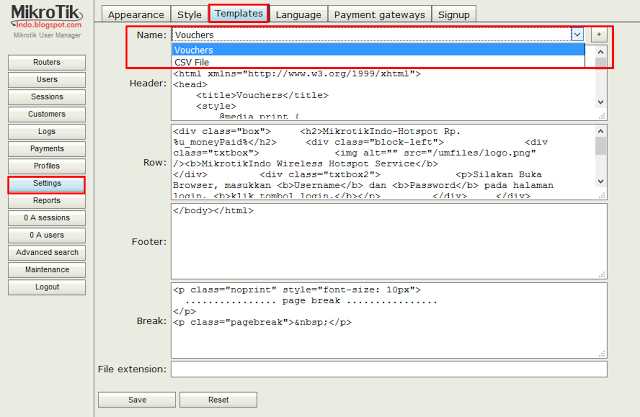 MikroTik
indo.blogspot.com
Mikrotik User Manager
Routers
Users
Sessions
Customers
Logs
Payments
Profiles
Settings
Reports
0 A sessions
0 A users
Advanced search
Maintenance
Logout
Appearance
Style
Templates
Language
Payment gateways
Signup
Name:
Vouchers
+
Vouchers
CSV File
Header:
<html xmlns="http://www.w3.org/1999/xhtml">
<head>
<title>Vouchers</title>
<style>
@media print {
Row:
<div class="box"> <h2>MikrotikIndo-Hotspot Rp.
%u_moneyPaid%</h2> <div class="block-left"> <div
class="txtbox"> <img alt="" src="/umfiles/logo.png"
/><b>MikrotikIndo Wireless Hotspot Service</b>
</div> <div class="txtbox2"> <p>Silakan Buka
Browser, masukkan <b>Username</b> dan <b>Password</b> pada halaman
login, <b>klik tombol login.</b></p> </div> </div>
Footer:
</body></html>
Break:
<p class="noprint" style="font-size: 10px">
................ page break ................
</p>
<p class="pagebreak">&nbsp;</p>
File extension:
Save
Reset